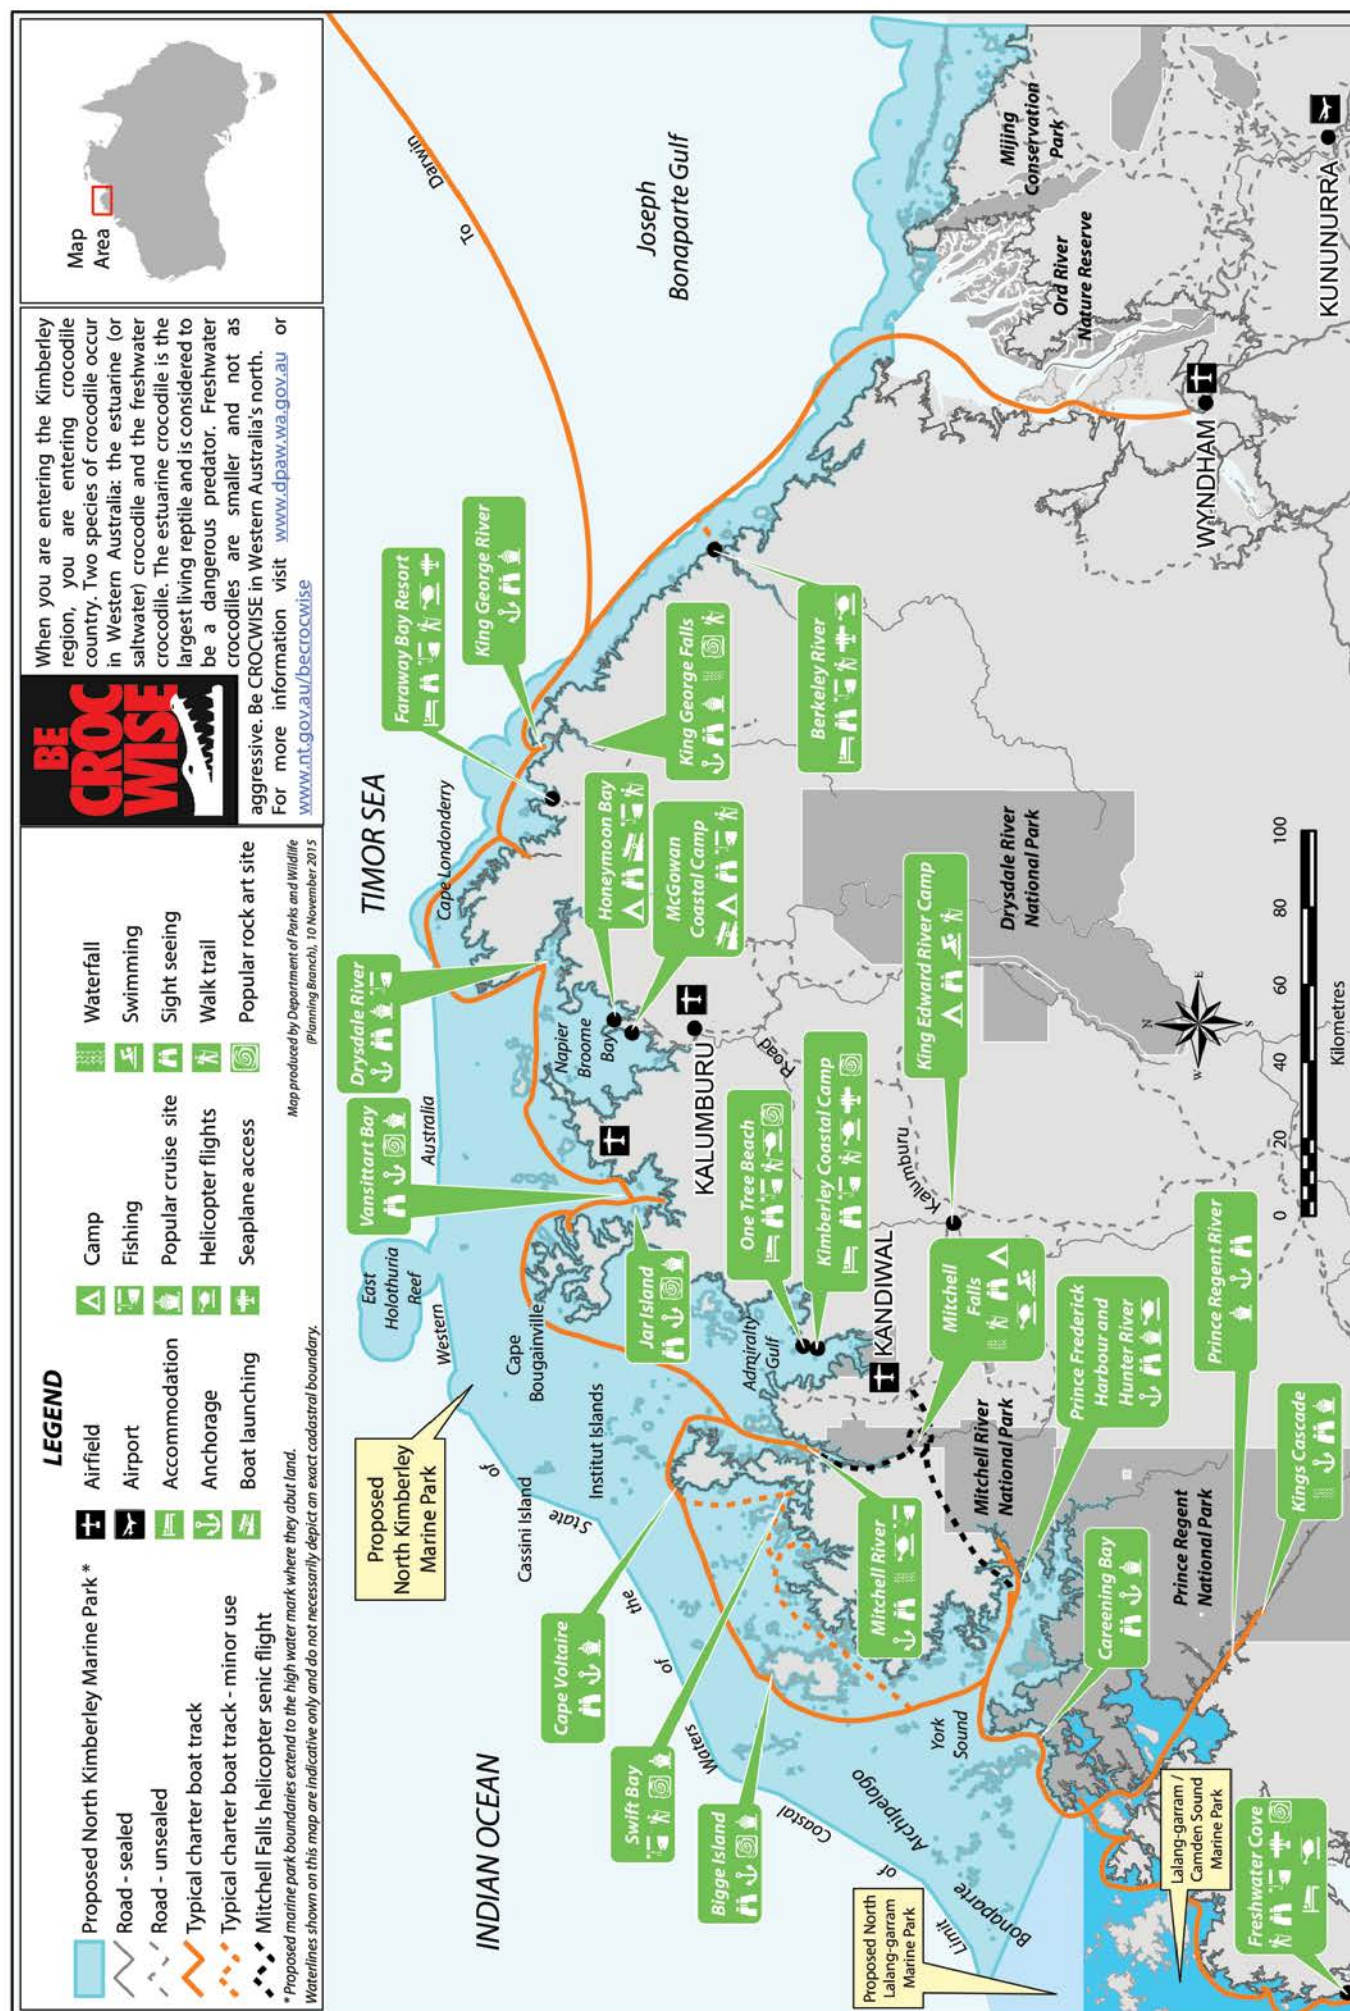 LEGEND
Proposed North Kimberley Marine Park *
Road - sealed
Road - unsealed
Typical charter boat track
Typical charter boat track - minor use
Mitchell Falls helicopter senic flight
Airfield
Airport
Accommodation
Anchorage
Boat launching
Camp
Fishing
Popular cruise site
Helicopter flights
Seaplane access
Waterfall
Swimming
Sight seeing
Walk trail
Popular rock art site
* Proposed marine park boundaries extend to the high water mark where they abut land.
Waterlines shown on this map are indicative only and do not necessarily depict an exact cadastral boundary.
Map produced by Department of Parks and Wildlife
(Planning Branch), 10 November 2015
BE
CROC
WISE
When you are entering the Kimberley
region, you are entering crocodile
country. Two species of crocodile occur
in Western Australia: the estuarine (or
saltwater) crocodile and the freshwater
crocodile. The estuarine crocodile is the
largest living reptile and is considered to
be a dangerous predator. Freshwater
crocodiles are smaller and not as
aggressive. Be CROCWISE in Western Australia's north.
For more information visit www.dpaw.wa.gov.au or
www.nt.gov.au/becrocwise
Map
Area
INDIAN OCEAN
TIMOR SEA
Joseph
Bonaparte Gulf
To Darwin
Proposed
North Kimberley
Marine Park
Proposed North
Lalang-garram
Marine Park
Lalang-garram /
Camden Sound
Marine Park
Limit of Coastal Waters of the State of Western Australia
East
Holothuria
Reef
Cassini Island
Institut Islands
Cape
Bougainville
Admiralty
Gulf
Napier
Broome
Bay
Cape Londonderry
York
Sound
Bonaparte Archipelago
Cape Voltaire
Swift Bay
Bigge Island
Vansittart Bay
Drysdale River
Jar Island
Faraway Bay Resort
King George River
King George Falls
Honeymoon Bay
McGowan
Coastal Camp
Berkeley River
One Tree Beach
Kimberley Coastal Camp
King Edward River Camp
Mitchell
Falls
Mitchell River
Prince Frederick
Harbour and
Hunter River
Careening Bay
Prince Regent River
Kings Cascade
Freshwater Cove
KALUMBURU
KANDIWAL
WYNDHAM
KUNUNURRA
Kalumburu Road
Mitchell River
National Park
Prince Regent
National Park
Drysdale River
National Park
Ord River
Nature Reserve
Mijing
Conservation
Park
N
E
S
W
0 20 40 60 80 100
Kilometres